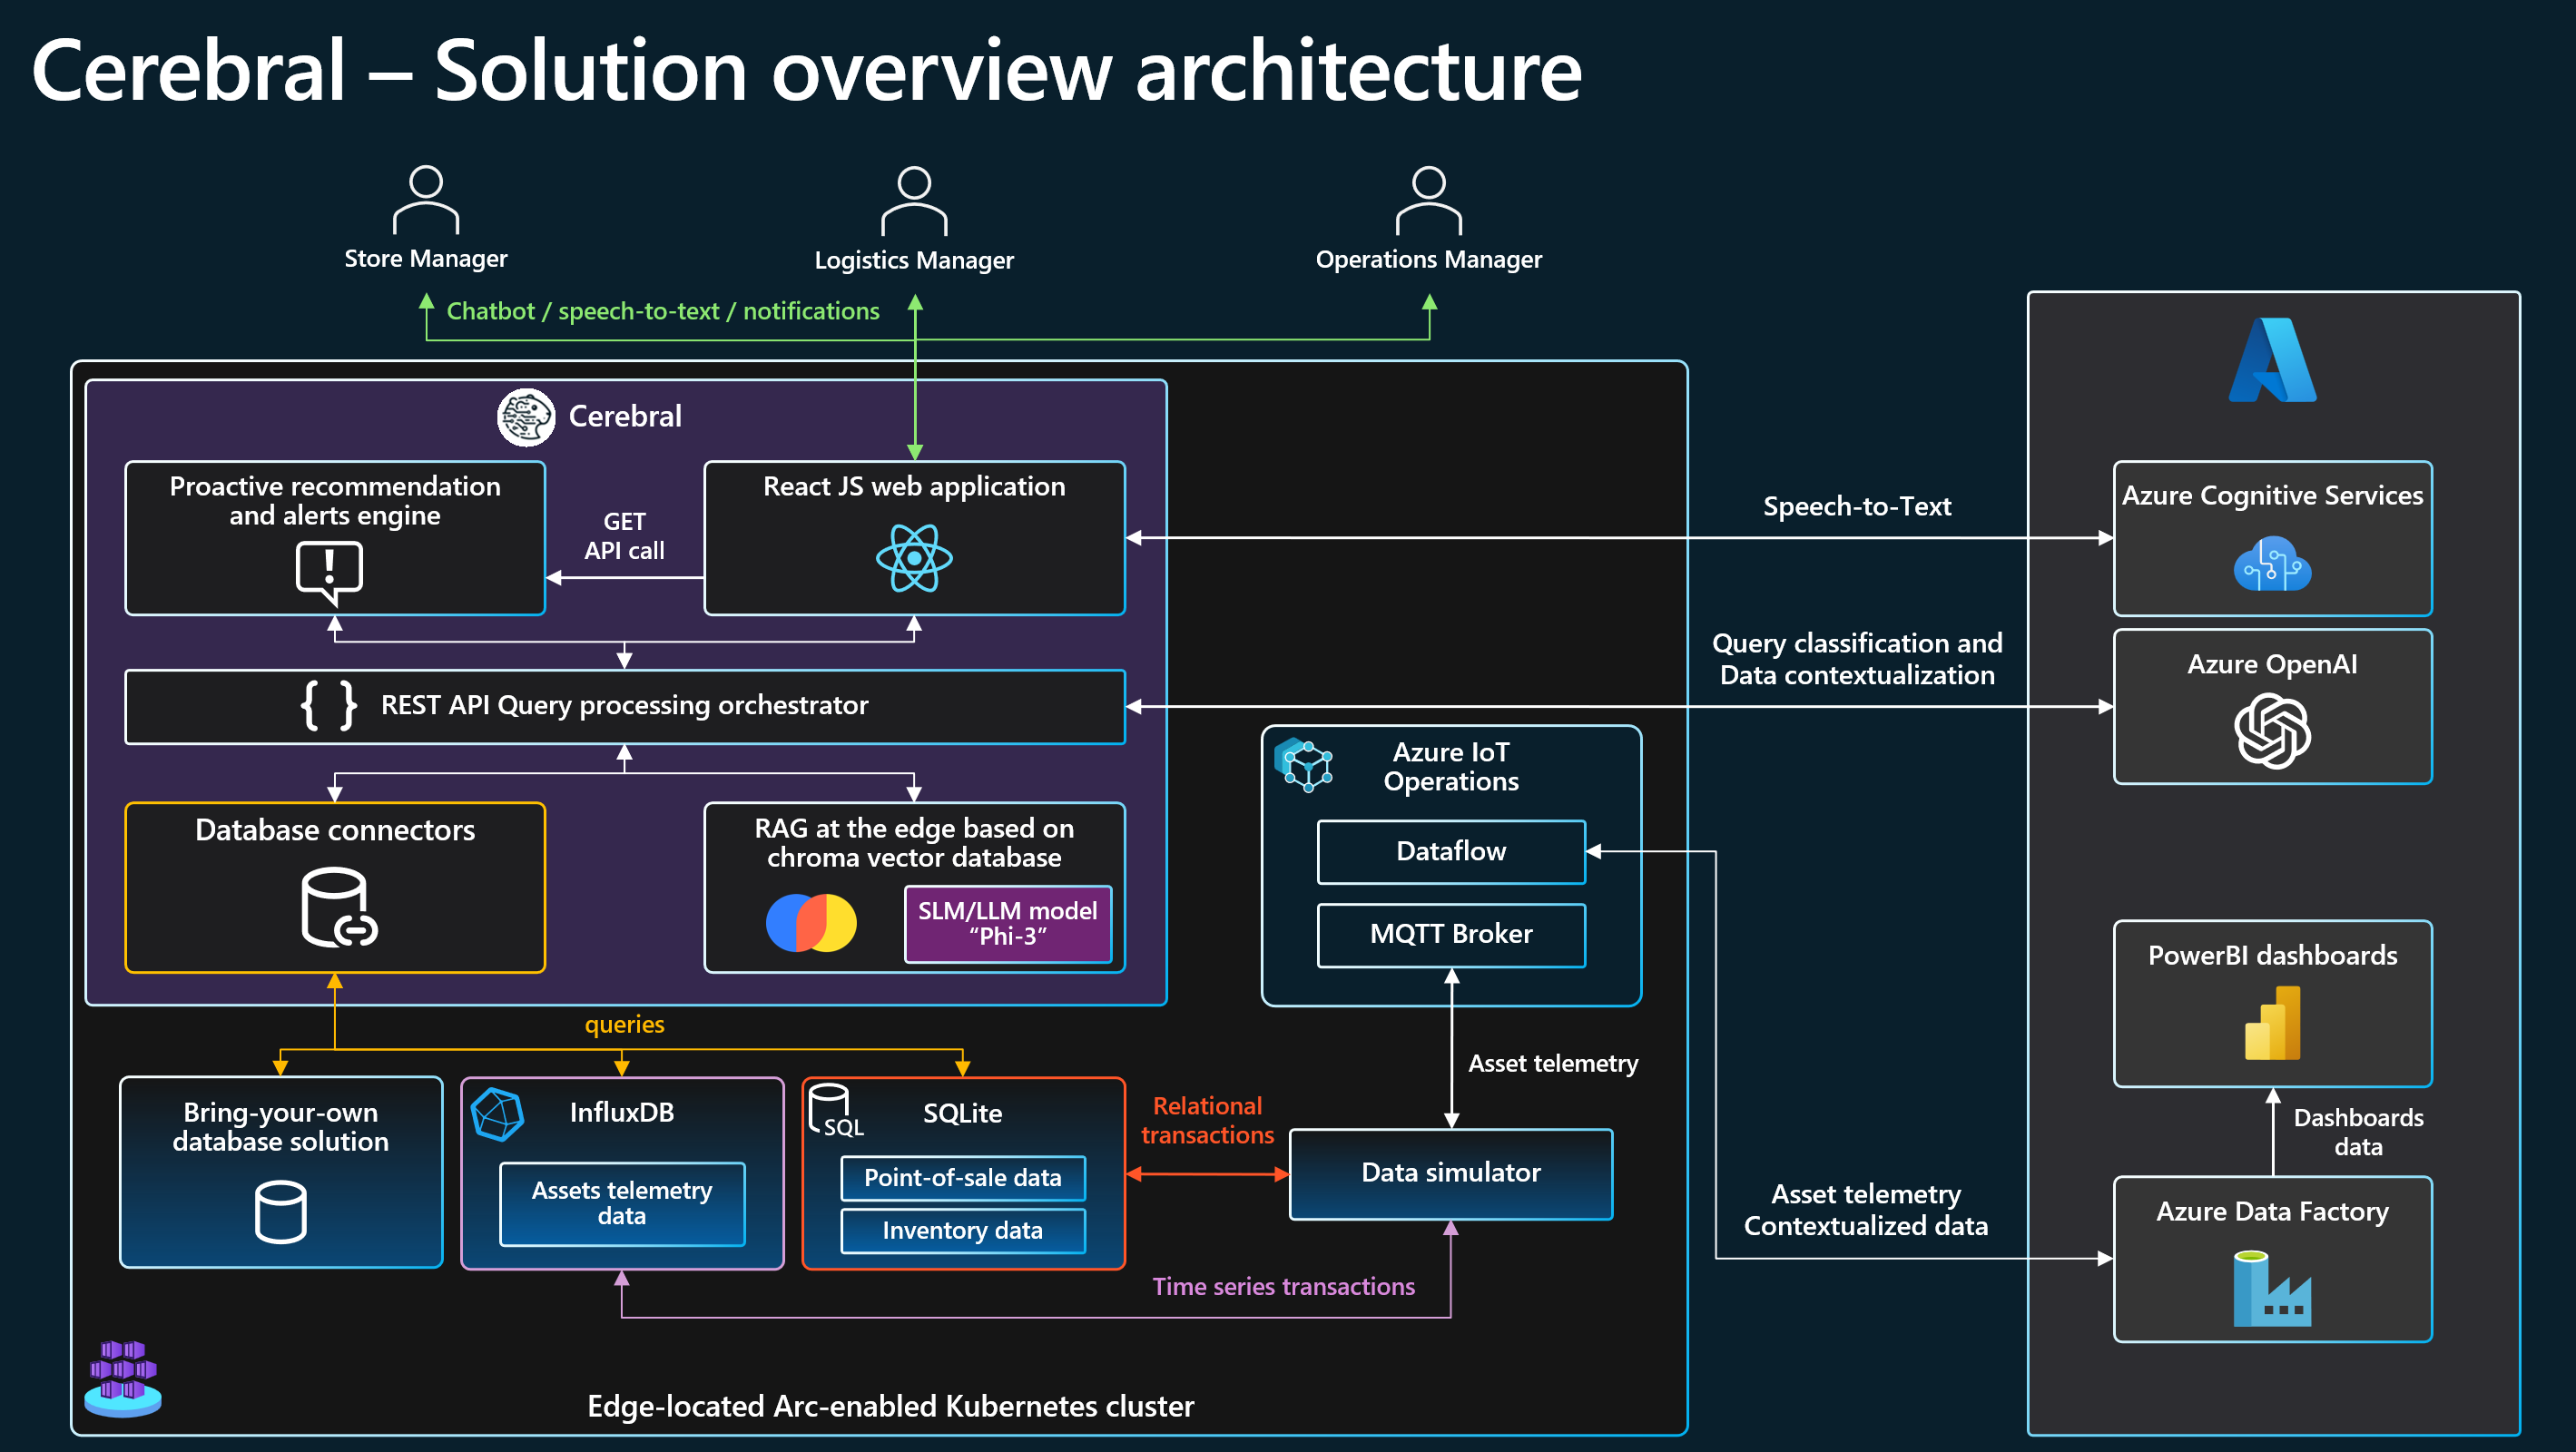 Cerebral – Solution overview architecture
Store Manager
Logistics Manager
Operations Manager
Chatbot / speech-to-text / notifications
Cerebral
Proactive recommendation
and alerts engine
GET
API call
React JS web application
Speech-to-Text
Azure Cognitive Services
REST API Query processing orchestrator
{ }
Query classification and
Data contextualization
Azure OpenAI
Database connectors
RAG at the edge based on
chroma vector database
SLM/LLM model
“Phi-3”
Azure IoT
Operations
Dataflow
MQTT Broker
PowerBI dashboards
queries
Asset telemetry
Bring-your-own
database solution
InfluxDB
Assets telemetry
data
SQL
SQLite
Point-of-sale data
Inventory data
Relational
transactions
Data simulator
Time series transactions
Dashboards
data
Asset telemetry
Contextualized data
Azure Data Factory
Edge-located Arc-enabled Kubernetes cluster